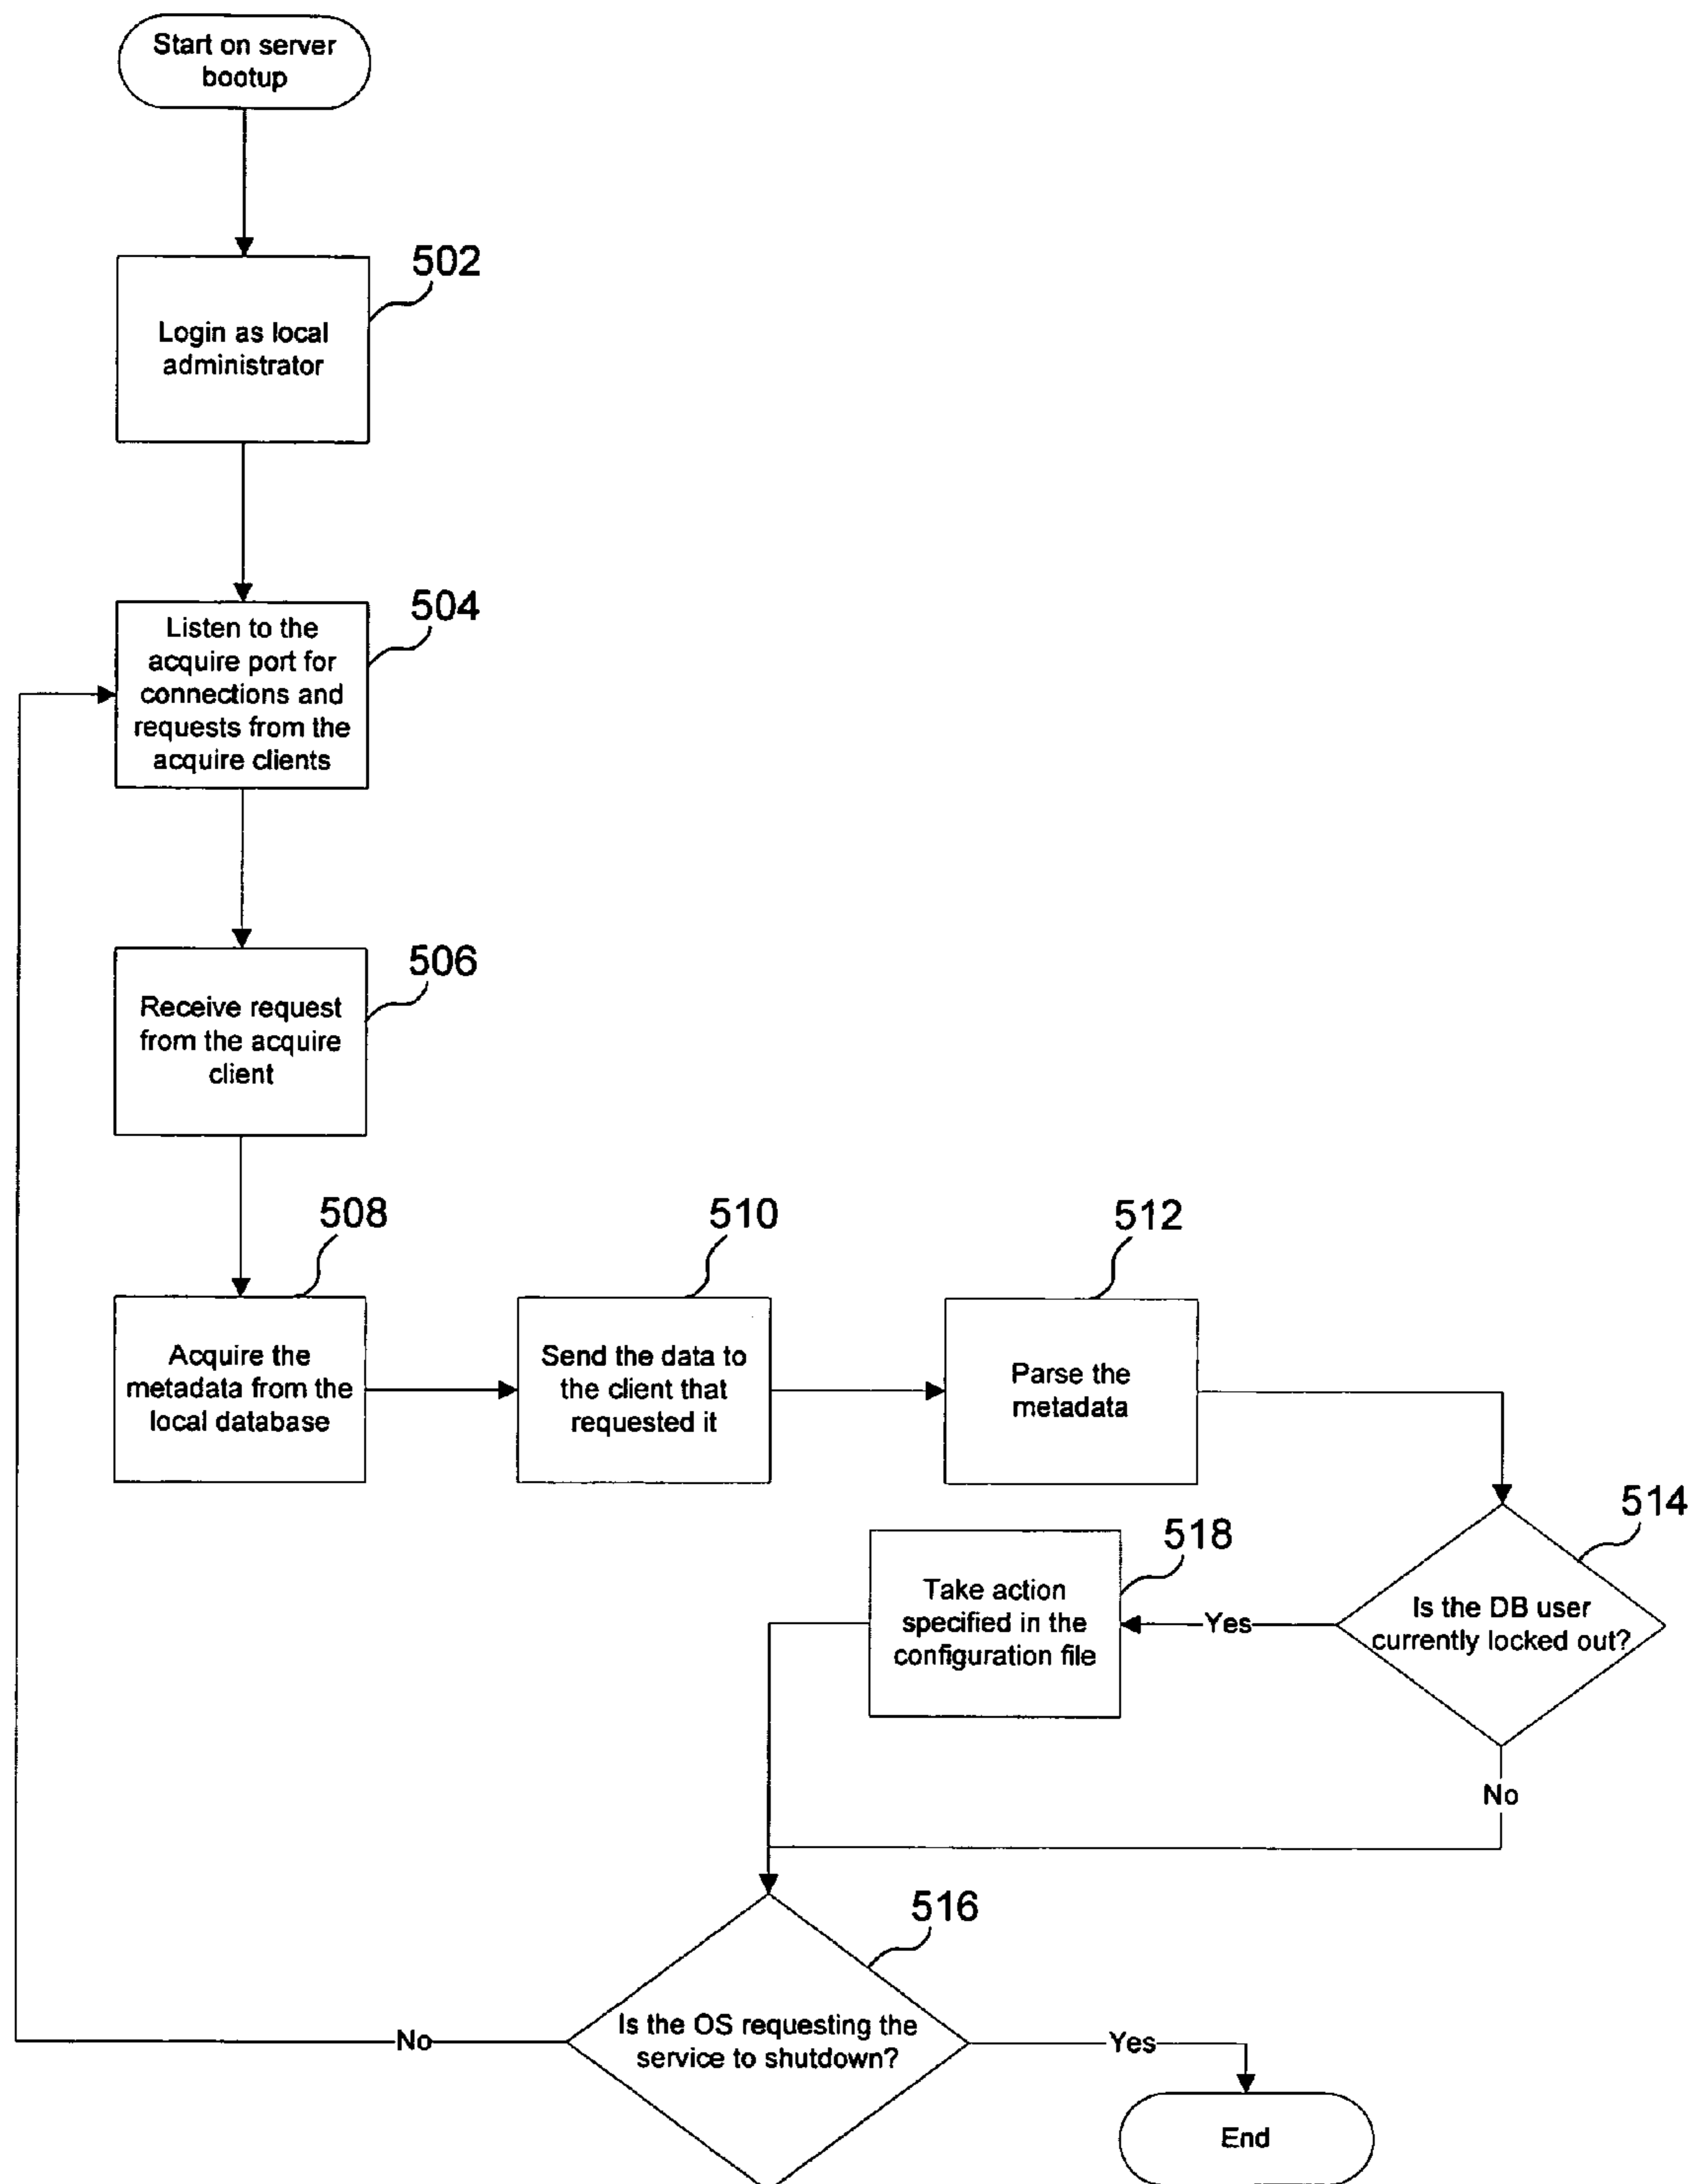 Start on server
bootup
502
Login as local
administrator
504
Listen to the
acquire port for
connections and
requests from the
acquire clients
506
Receive request
from the acquire
client
508
510
512
Acquire the
metadata from the
local database
Send the data to
the client that
requested it
Parse the
metadata
514
518
Take action
specified in the
configuration file
Yes
Is the DB user
currently locked out?
No
516
Is the OS requesting the
service to shutdown?
No
Yes
End